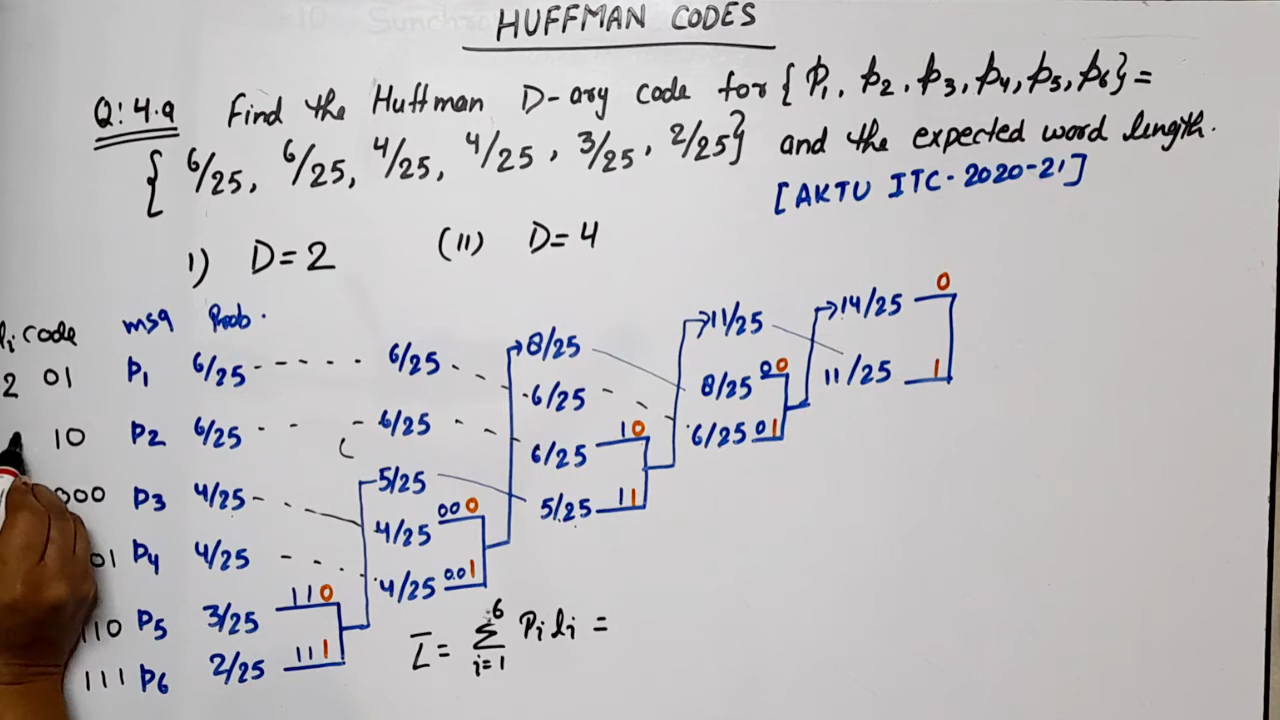 HUFFMAN CODES
Q: 4.9 Find the Huffman D-ary code for {P1, P2, P3, P4, P5, P6} =
{6/25, 6/25, 4/25, 4/25, 3/25, 2/25} and the expected word length.
[AKTU ITC-2020-21]
I) D=2 (II) D=4
code msg Prob.
2 01 P1 6/25 6/25 8/25 11/25 14/25 0
10 P2 6/25 6/25 6/25 8/25 00 11/25 1
000 P3 4/25 5/25 6/25 10 6/25 01
01 P4 4/25 4/25 000 5/25 11
110 P5 3/25 110 4/25 001
111 P6 2/25 111
L̄ = Σ i=1 6 Pi li =